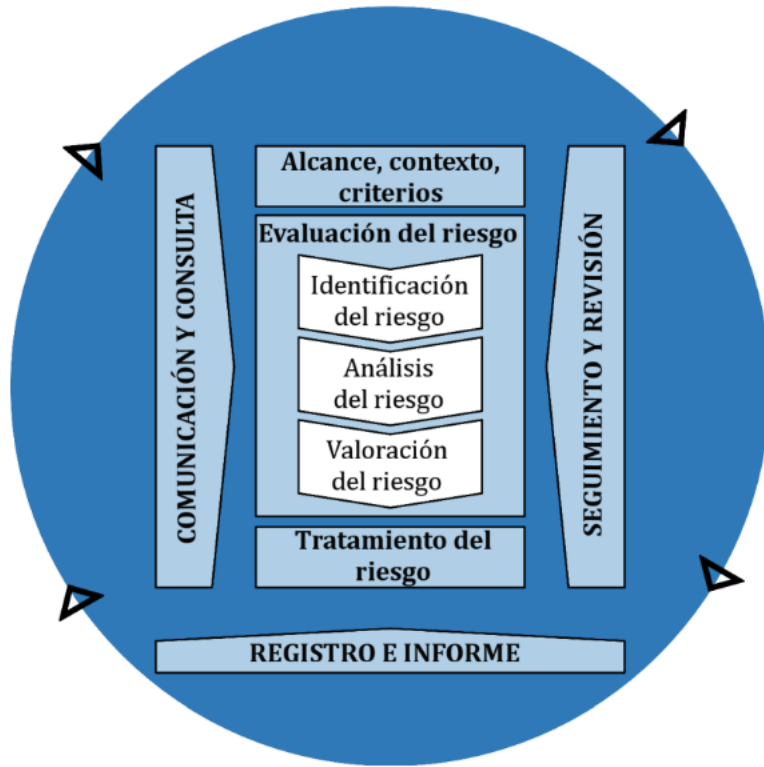 Alcance, contexto,
criterios
Evaluación del riesgo
Identificación
del riesgo
Análisis
del riesgo
Valoración
del riesgo
Tratamiento del
riesgo
COMUNICACIÓN Y CONSULTA
SEGUIMIENTO Y REVISIÓN
REGISTRO E INFORME